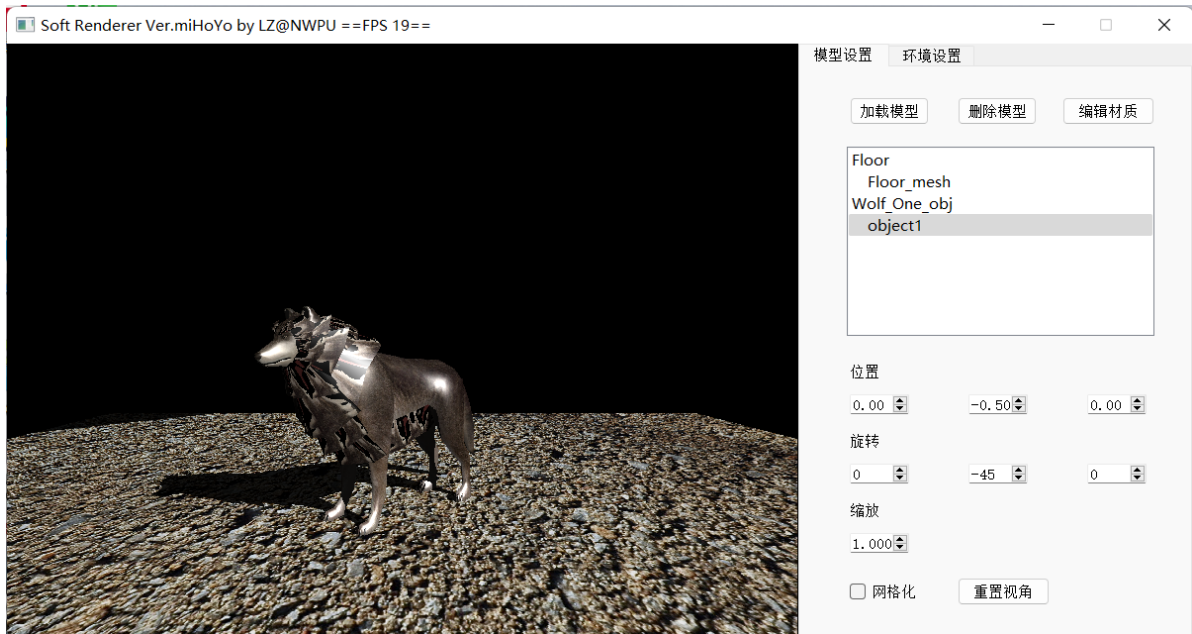 Soft Renderer Ver.miHoYo by LZ@NWPU ==FPS 19==
模型设置 环境设置
加载模型 删除模型 编辑材质
Floor
Floor_mesh
Wolf_One_obj
object1
位置
0.00 -0.50 0.00
旋转
0 -45 0
缩放
1.000
网格化 重置视角